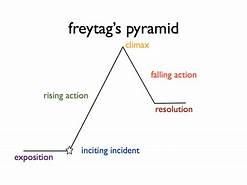 freytag's pyramid
climax
falling action
rising action
resolution
inciting incident
exposition